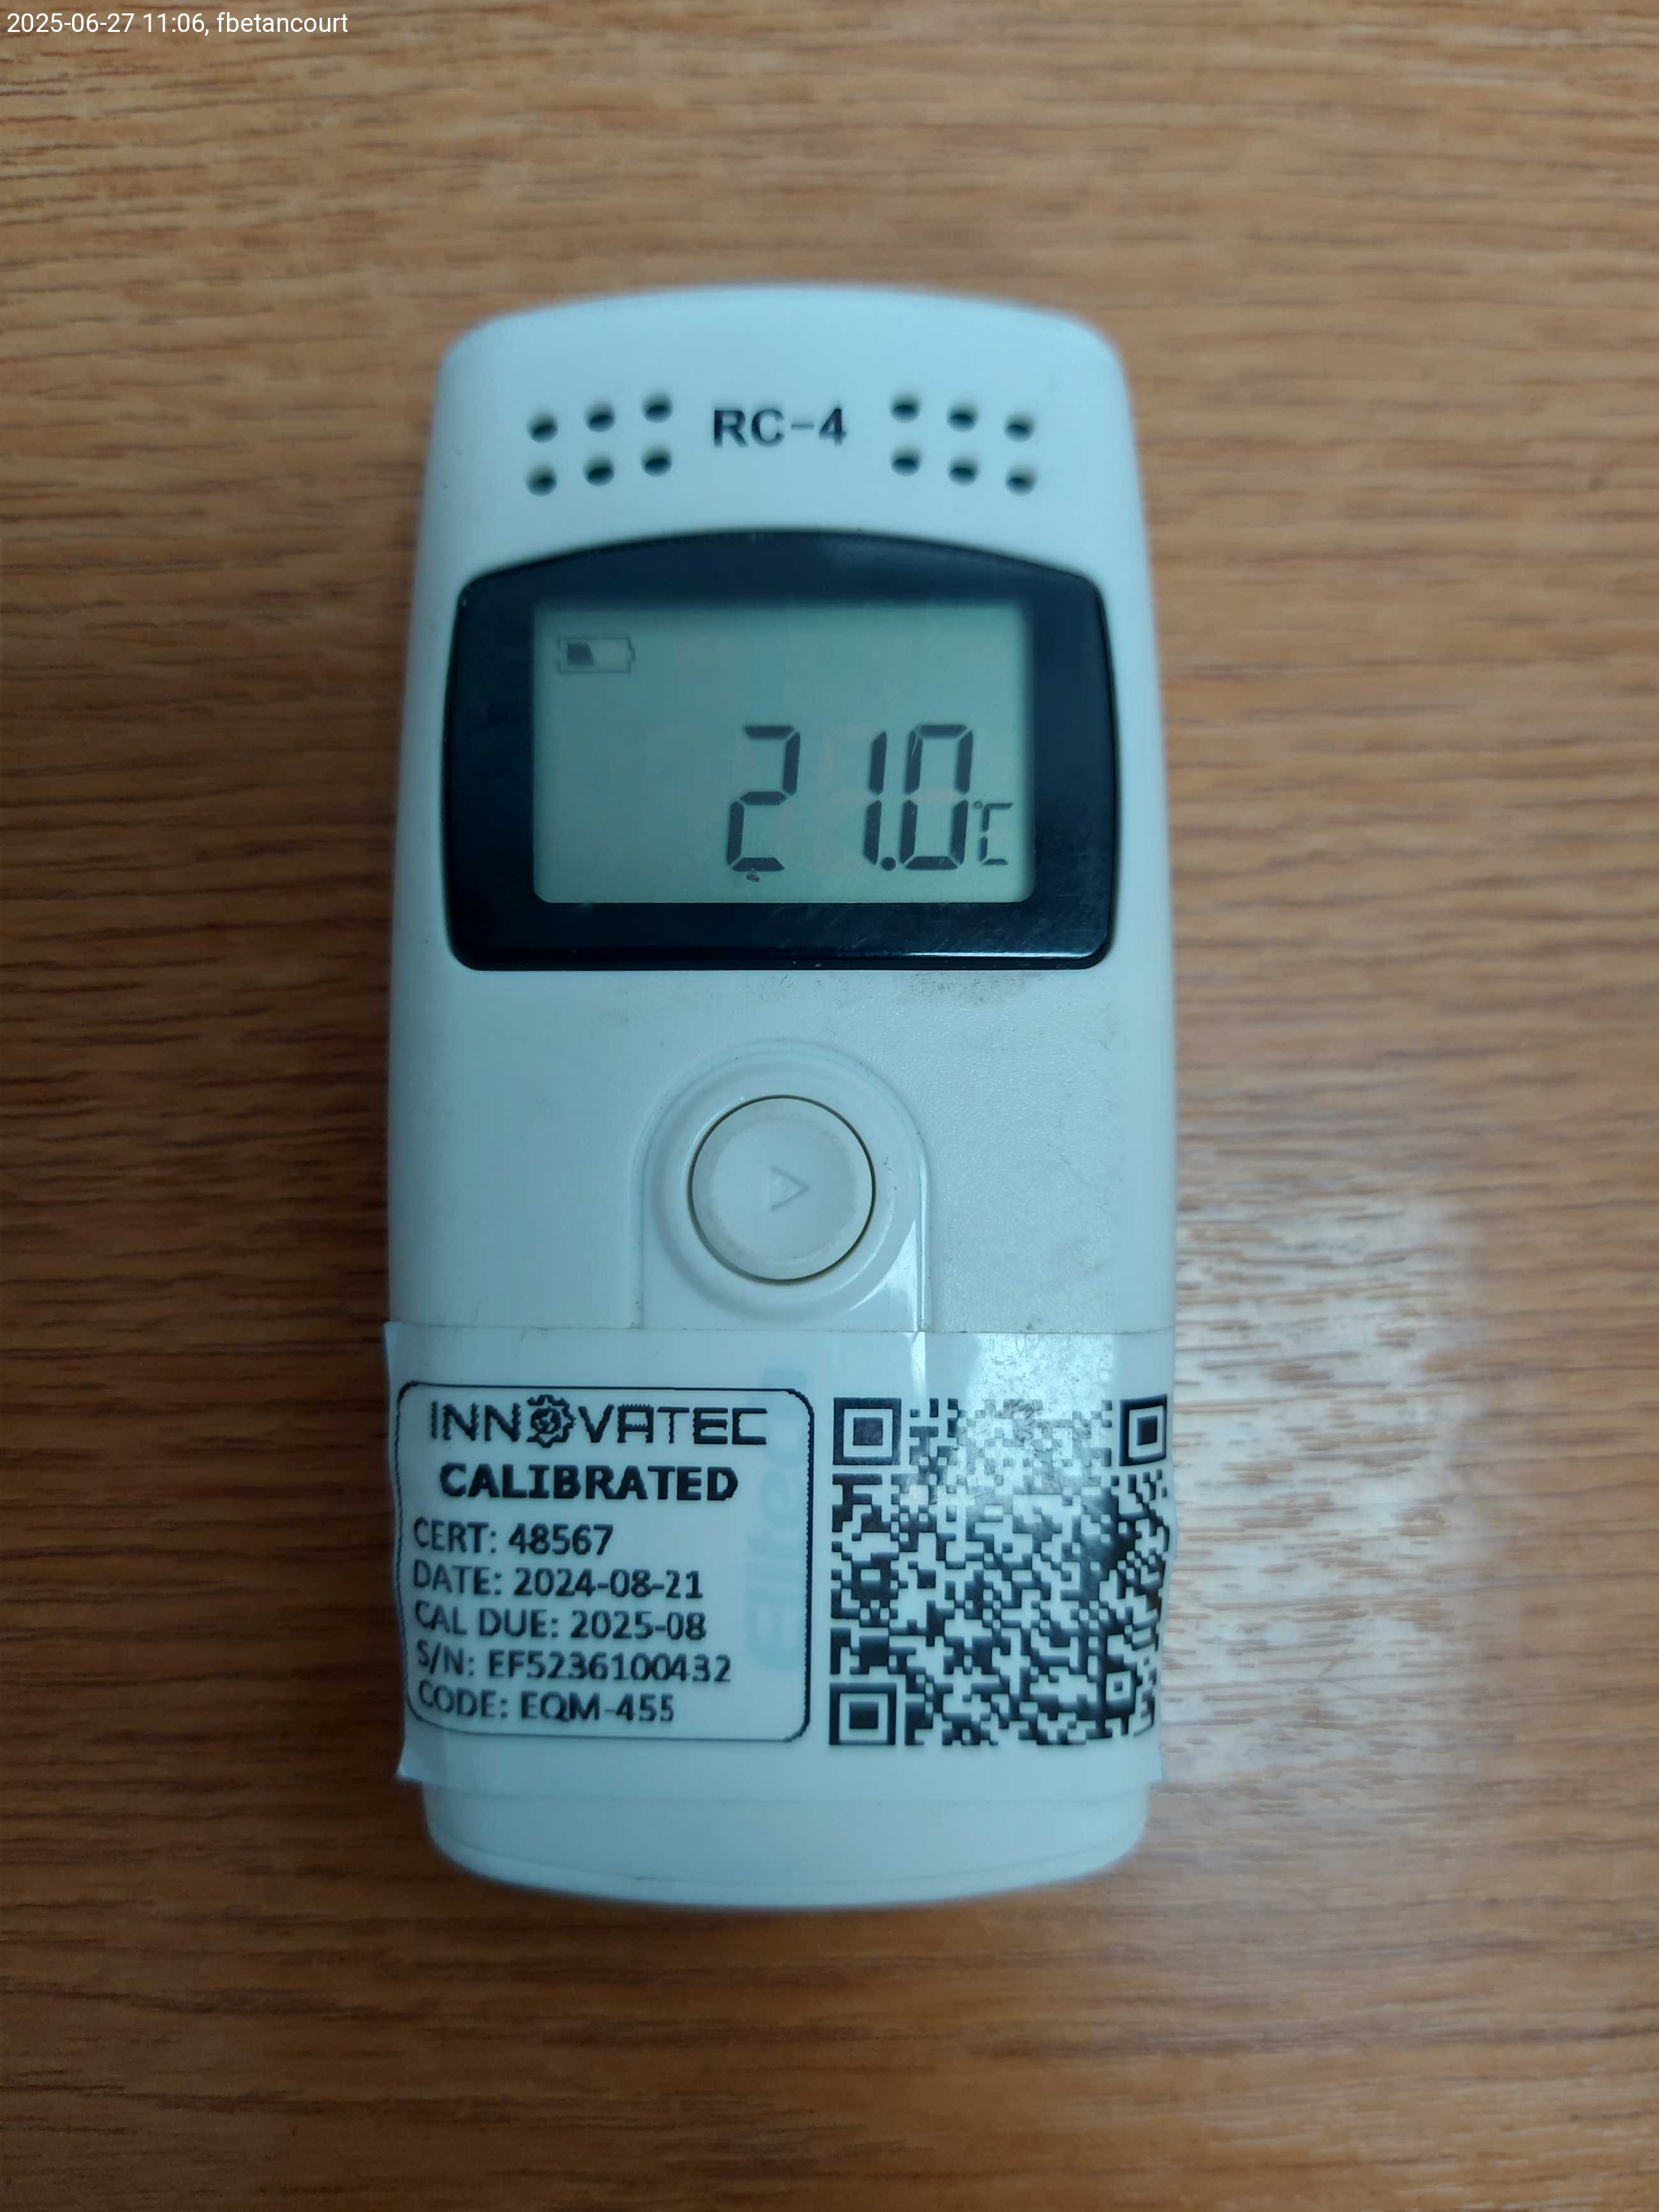 2025-06-27 11:06, fbetancourt
RC-4
21.0°C
INNOVATEC
CALIBRATED
CERT: 48567
DATE: 2024-08-21
CAL DUE: 2025-08
S/N: EF5236100432
CODE: EQM-455
Elitech